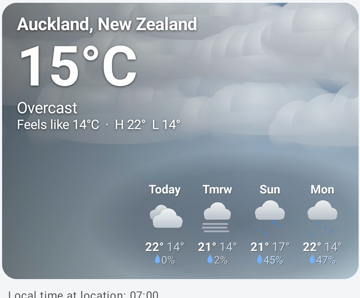 Auckland, New Zealand
15°C
Overcast
Feels like 14°C · H 22° L 14°
Today Tmrw Sun Mon
22° 14° 21° 14° 21° 17° 22° 14°
0% 2% 45% 47%
Local time at location: 07:00